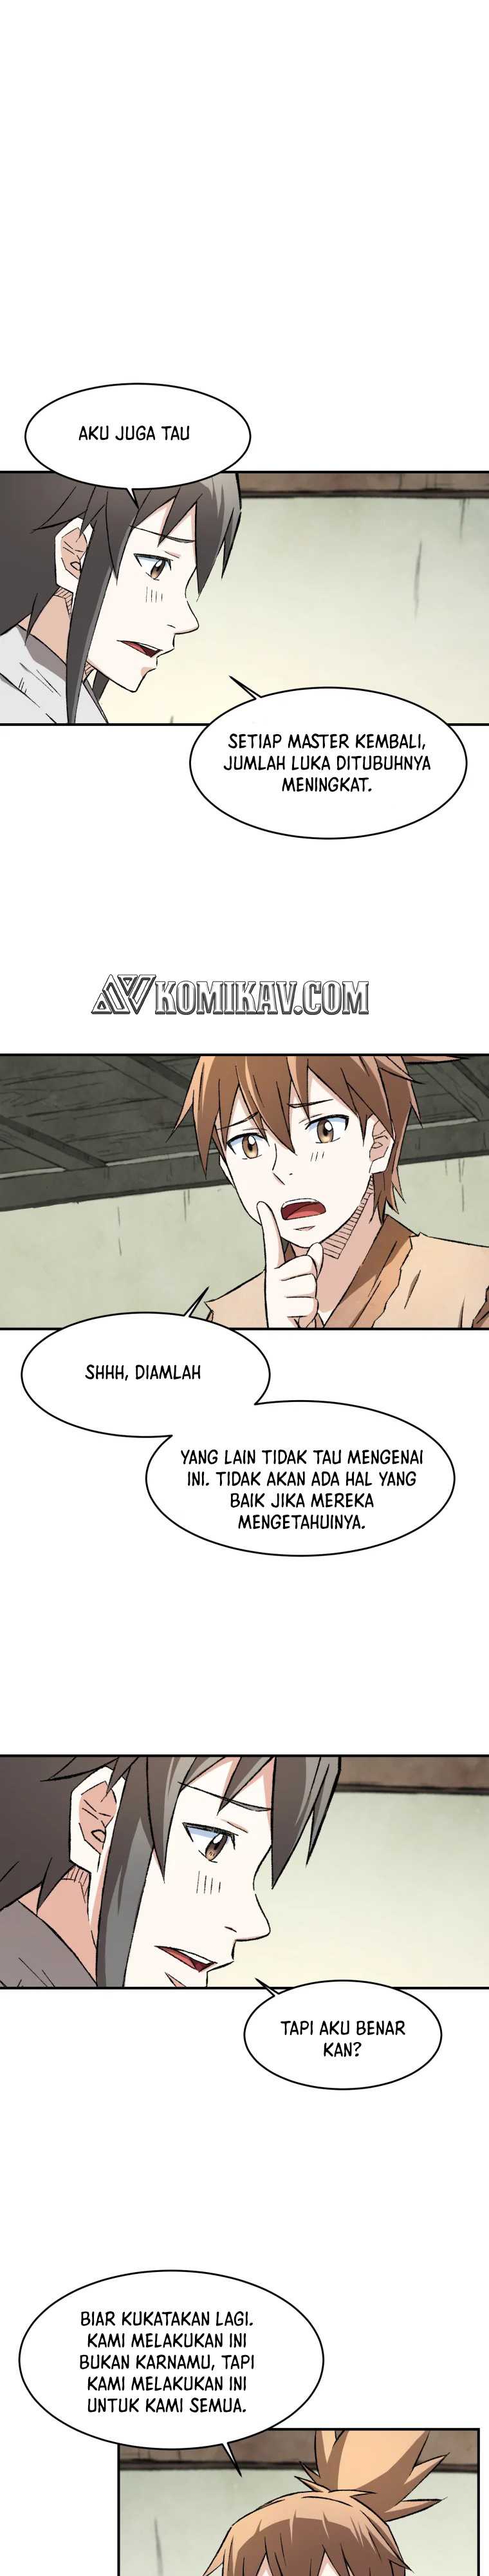 AKU JUGA TAU
SETIAP MASTER KEMBALI,
JUMLAH LUKA DITUBUHNYA
MENINGKAT.
KOMIKAV.COM
SHHH, DIAMLAH
YANG LAIN TIDAK TAU MENGENAI
INI. TIDAK AKAN ADA HAL YANG
BAIK JIKA MEREKA
MENGETAHUINYA.
TAPI AKU BENAR
KAN?
BIAR KUKATAKAN LAGI.
KAMI MELAKUKAN INI
BUKAN KARNAMU, TAPI
KAMI MELAKUKAN INI
UNTUK KAMI SEMUA.